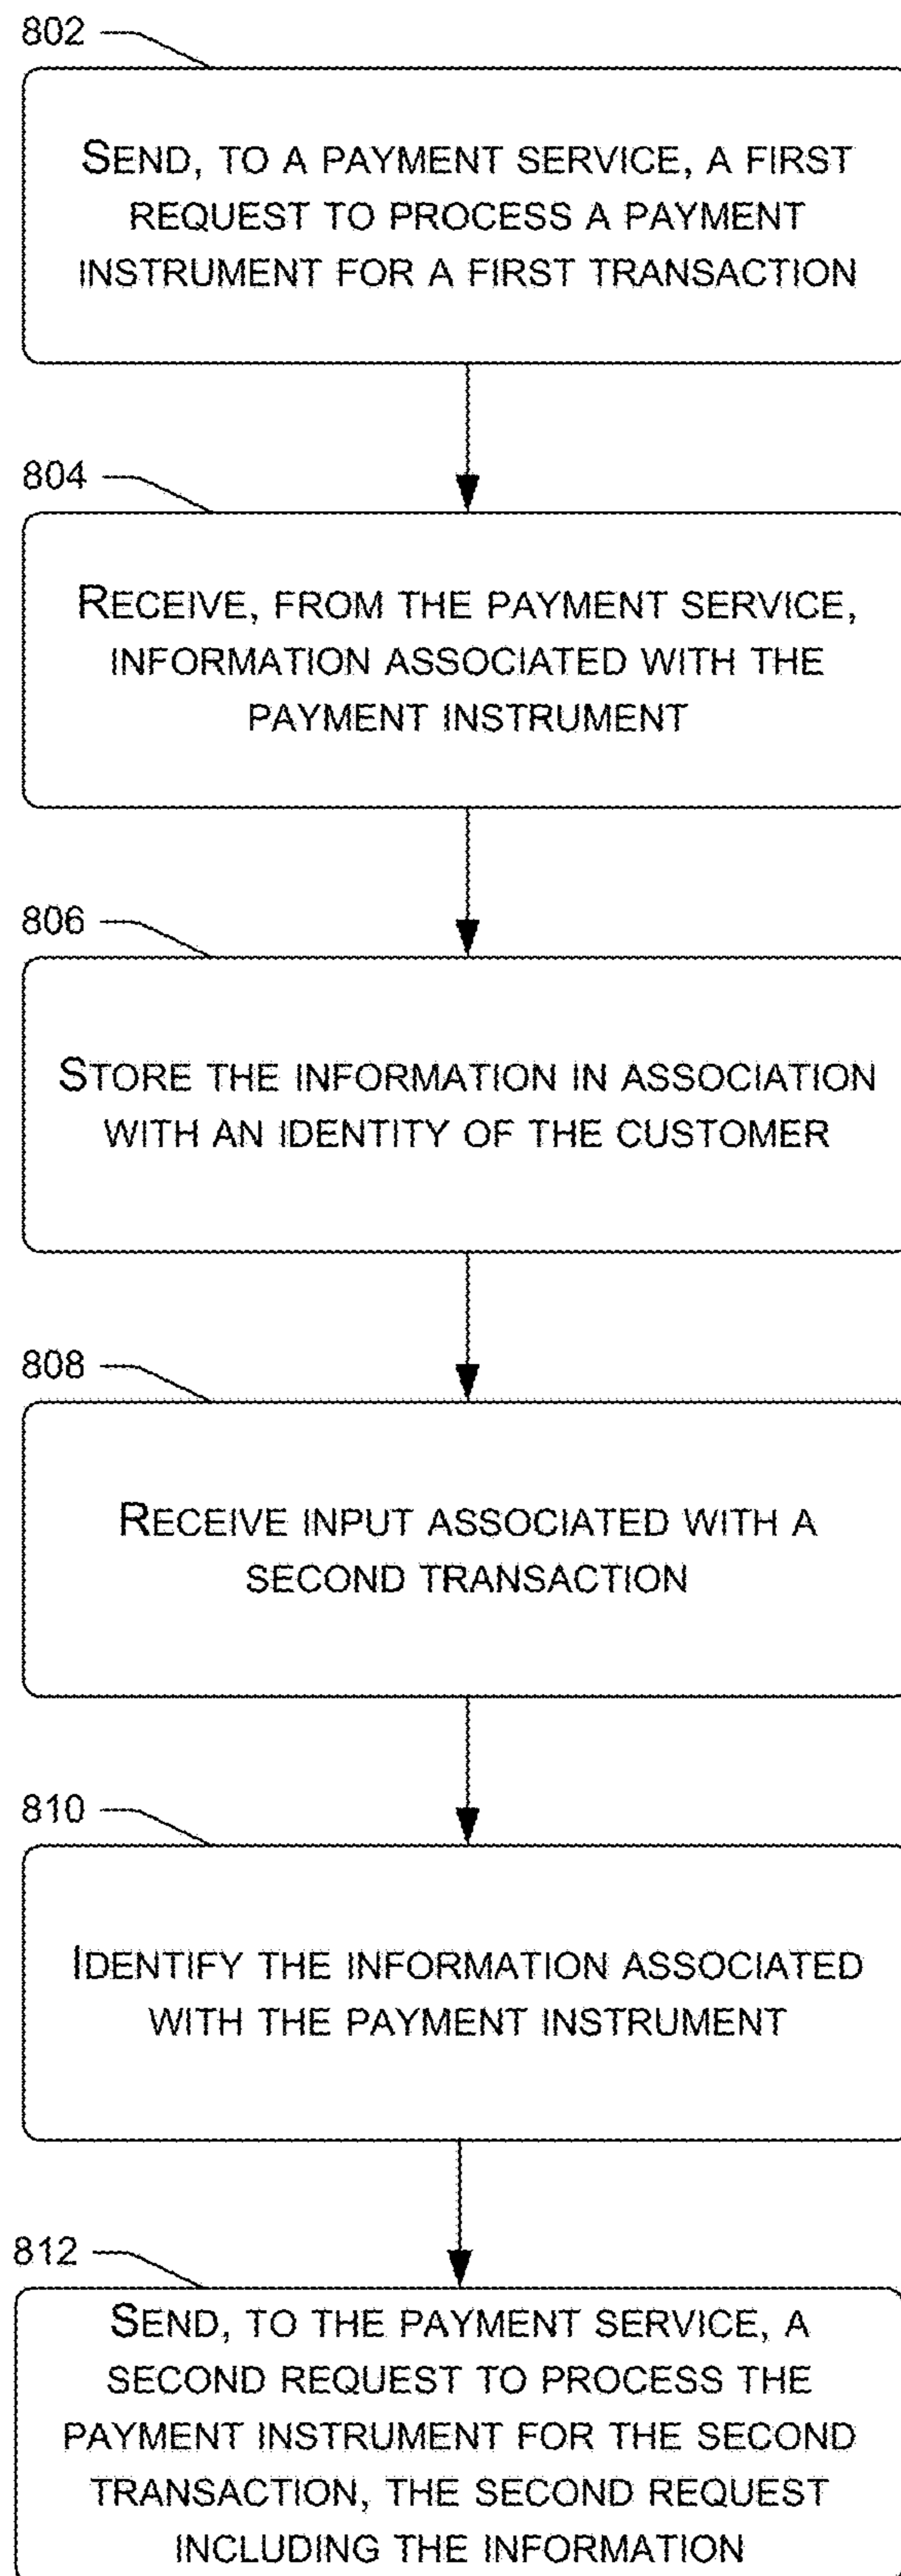 802
SEND, TO A PAYMENT SERVICE, A FIRST
REQUEST TO PROCESS A PAYMENT
INSTRUMENT FOR A FIRST TRANSACTION
804
RECEIVE, FROM THE PAYMENT SERVICE,
INFORMATION ASSOCIATED WITH THE
PAYMENT INSTRUMENT
806
STORE THE INFORMATION IN ASSOCIATION
WITH AN IDENTITY OF THE CUSTOMER
808
RECEIVE INPUT ASSOCIATED WITH A
SECOND TRANSACTION
810
IDENTIFY THE INFORMATION ASSOCIATED
WITH THE PAYMENT INSTRUMENT
812
SEND, TO THE PAYMENT SERVICE, A
SECOND REQUEST TO PROCESS THE
PAYMENT INSTRUMENT FOR THE SECOND
TRANSACTION, THE SECOND REQUEST
INCLUDING THE INFORMATION